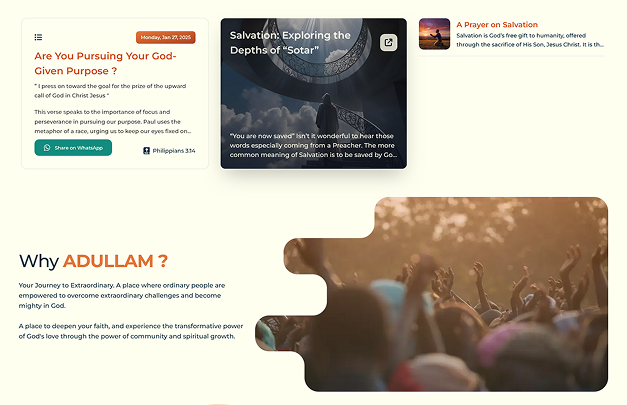 Monday, Jan 27, 2025
Are You Pursuing Your God-
Given Purpose ?
" I press on toward the goal for the prize of the upward
call of God in Christ Jesus "
This verse speaks to the importance of focus and
perseverance in pursuing our purpose. Paul uses the
metaphor of a race, urging us to keep our eyes fixed on...
Share on WhatsApp
Philippians 3:14
Salvation: Exploring the
Depths of “Sotar”
"You are now saved” Isn't it wonderful to hear those
words especially coming from a Preacher. The more
common meaning of Salvation is to be saved by Go...
A Prayer on Salvation
Salvation is God’s free gift to humanity, offered
through the sacrifice of His Son, Jesus Christ. It is th...
Why ADULLAM ?
Your Journey to Extraordinary. A place where ordinary people are
empowered to overcome extraordinary challenges and become
mighty in God.
A place to deepen your faith, and experience the transformative power
of God's love through the power of community and spiritual growth.